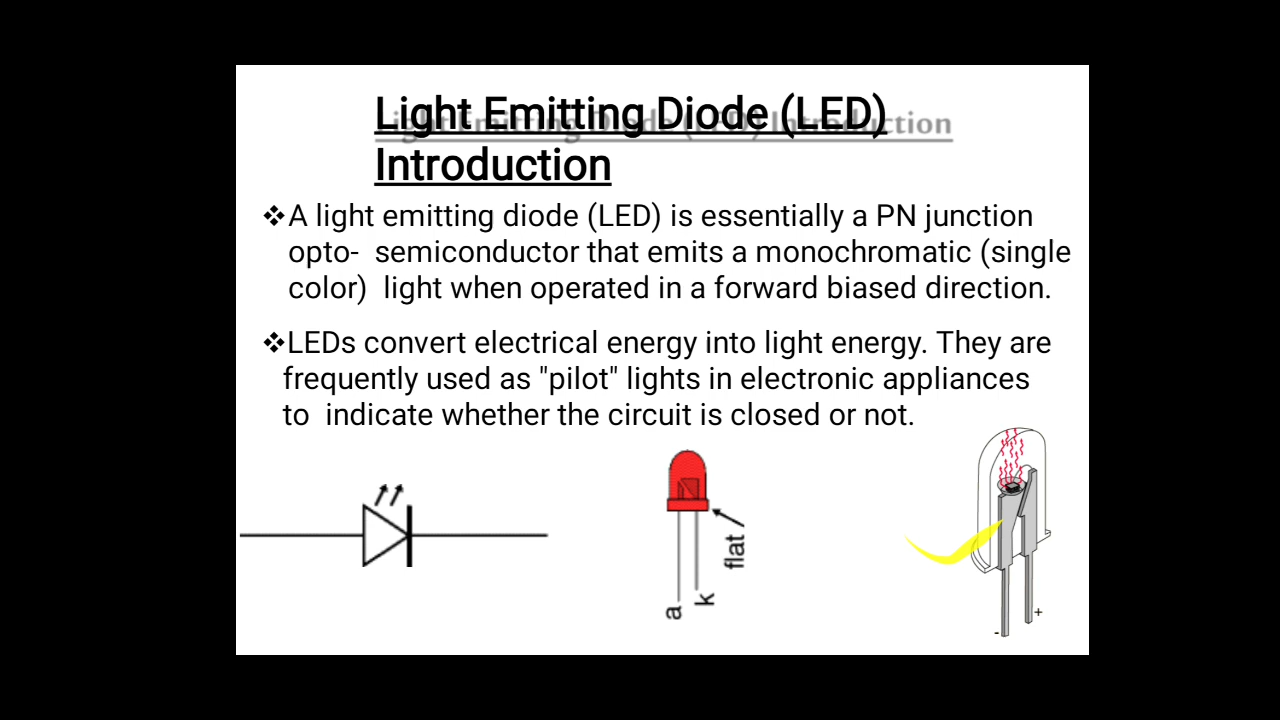 Light Emitting Diode (LED)
Introduction
❖A light emitting diode (LED) is essentially a PN junction
opto- semiconductor that emits a monochromatic (single
color) light when operated in a forward biased direction.
❖LEDs convert electrical energy into light energy. They are
frequently used as "pilot" lights in electronic appliances
to indicate whether the circuit is closed or not.
flat
a
k
+
-